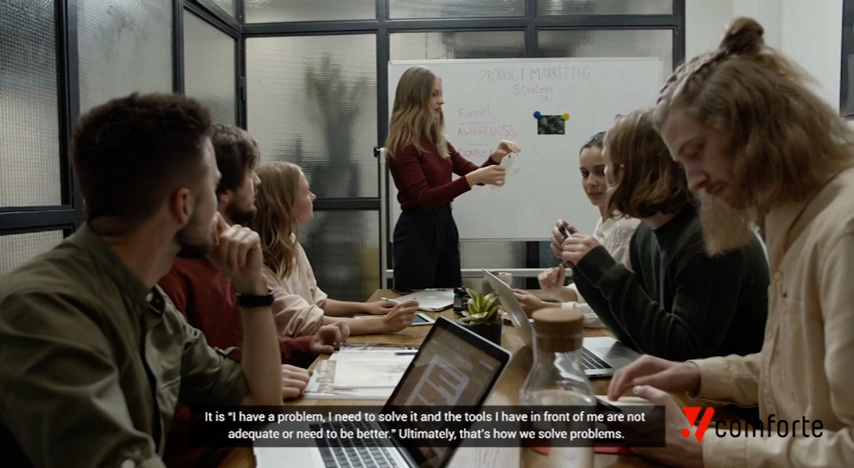 PRODUCT MARKETING
Strategy
Funnel
AWARENESS
It is “I have a problem, I need to solve it and the tools I have in front of me are not
adequate or need to be better.” Ultimately, that's how we solve problems.
comforte